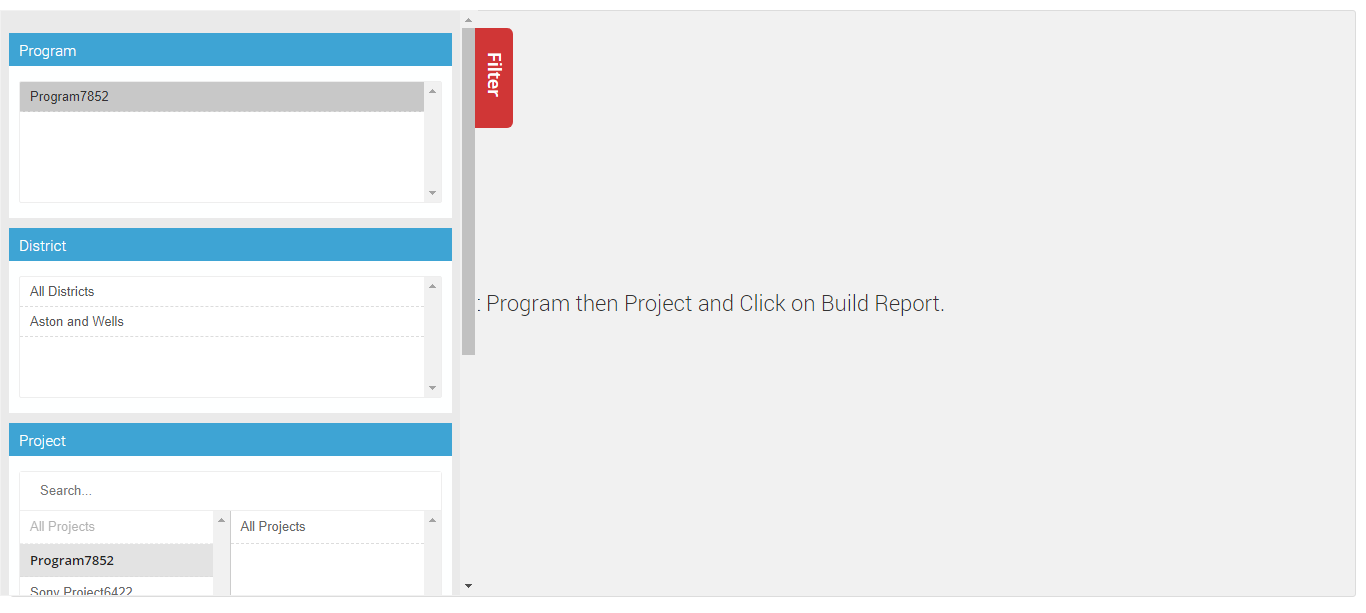 Program
Filter
Program7852
District
All Districts
: Program then Project and Click on Build Report.
Aston and Wells
Project
Search...
All Projects
All Projects
Program7852
Sony Project6422